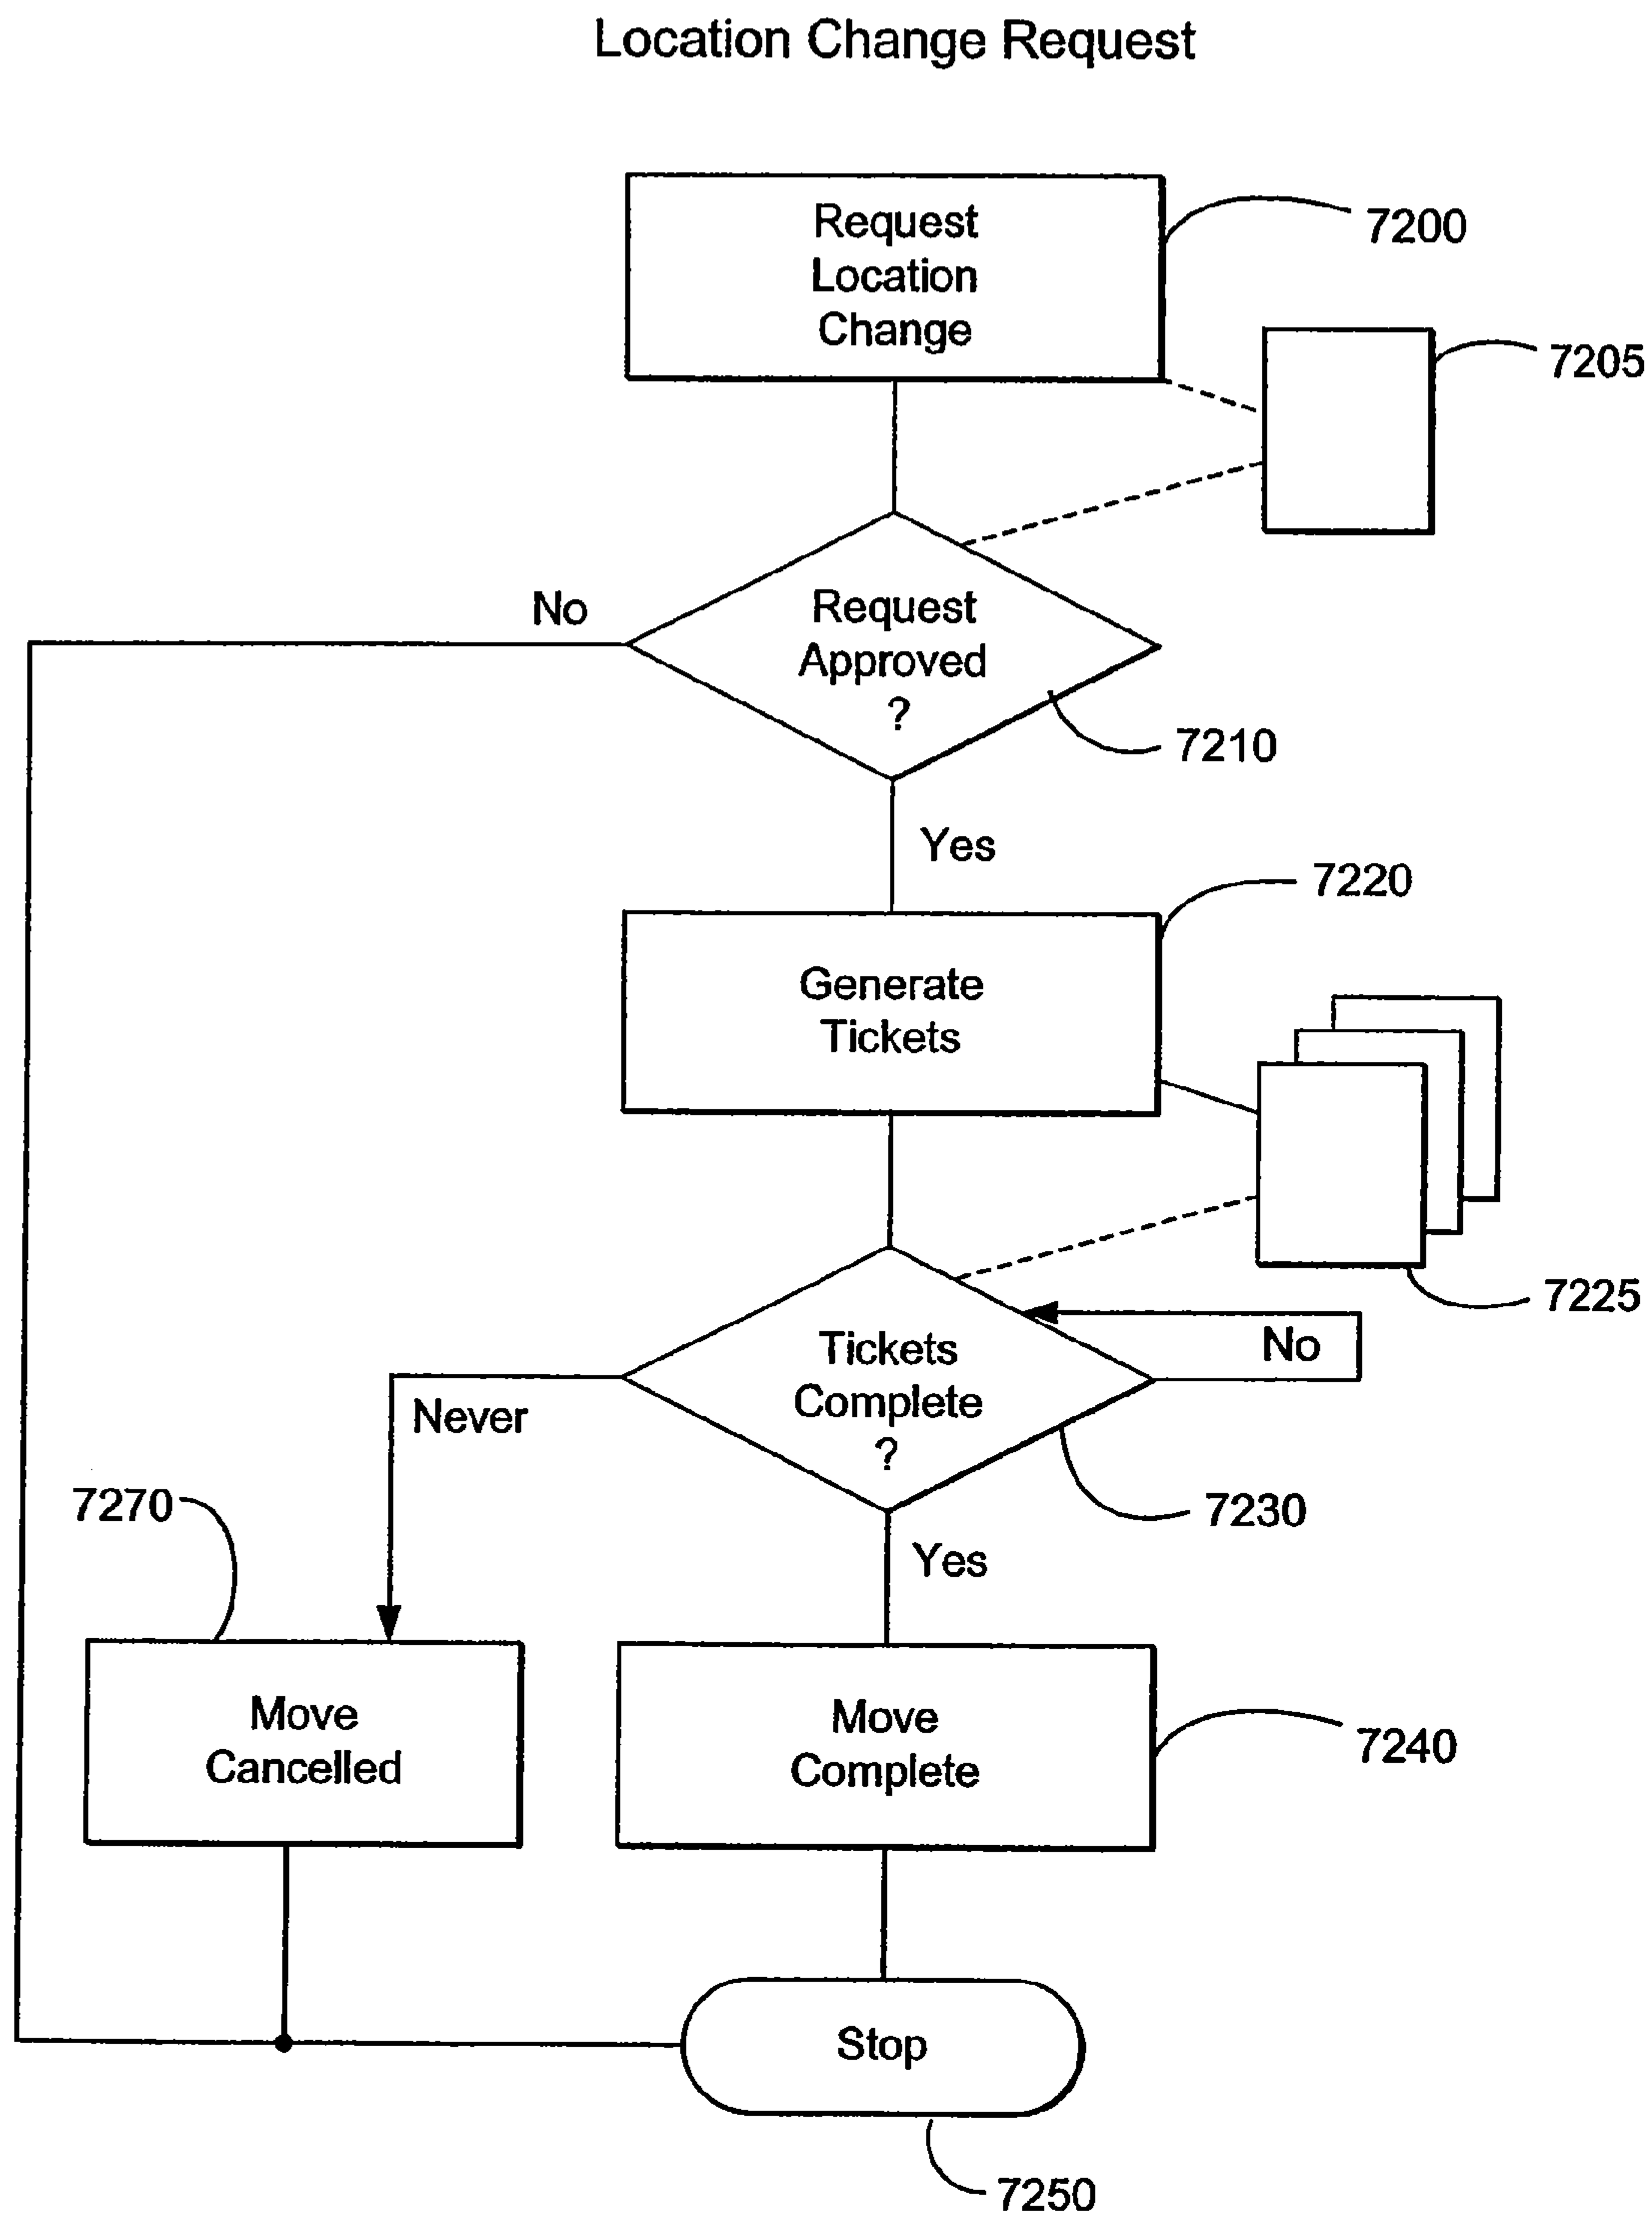 Location Change Request
Request
Location
Change
7200
7205
No
Request
Approved
?
7210
Yes
7220
Generate
Tickets
7225
No
Tickets
Complete
?
Never
7230
7270
Yes
Move
Cancelled
Move
Complete
7240
Stop
7250